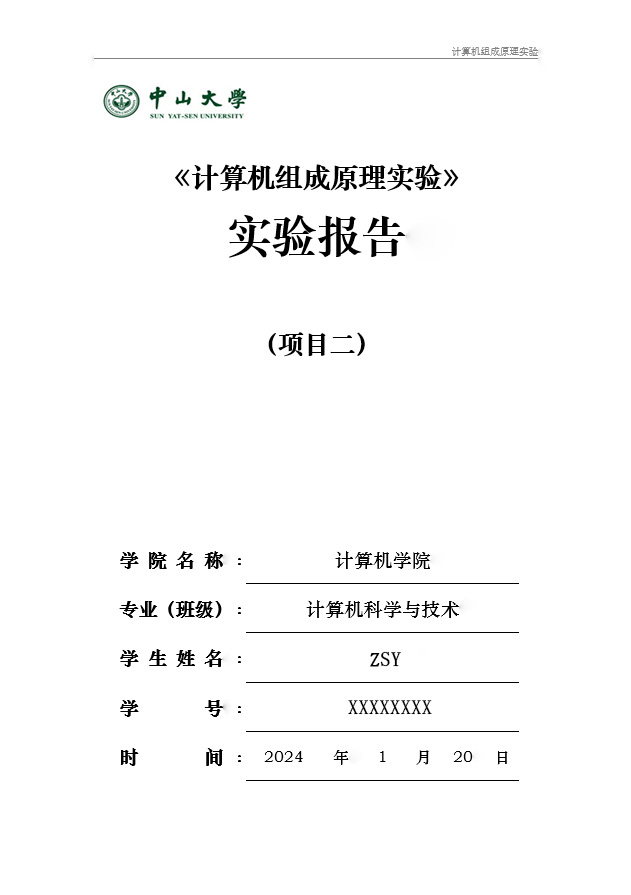 计算机组成原理实验
中山大学
SUN YAT-SEN UNIVERSITY
《计算机组成原理实验》
实验报告
（项目二）
学院名称：计算机学院
专业（班级）：计算机科学与技术
学生姓名：ZSY
学号：XXXXXXXX
时间：2024 年 1 月 20 日